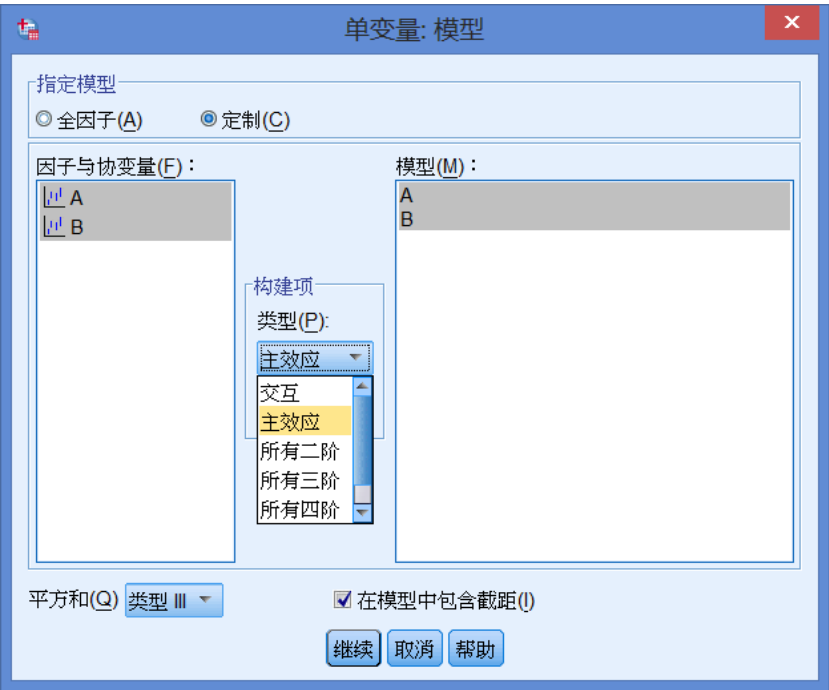 单变量: 模型
指定模型
全因子(A) 定制(C)
因子与协变量(F)：
A
B
构建项
类型(P):
主效应
交互
主效应
所有二阶
所有三阶
所有四阶
模型(M)：
A
B
平方和(Q) 类型 III 在模型中包含截距(I)
继续 取消 帮助